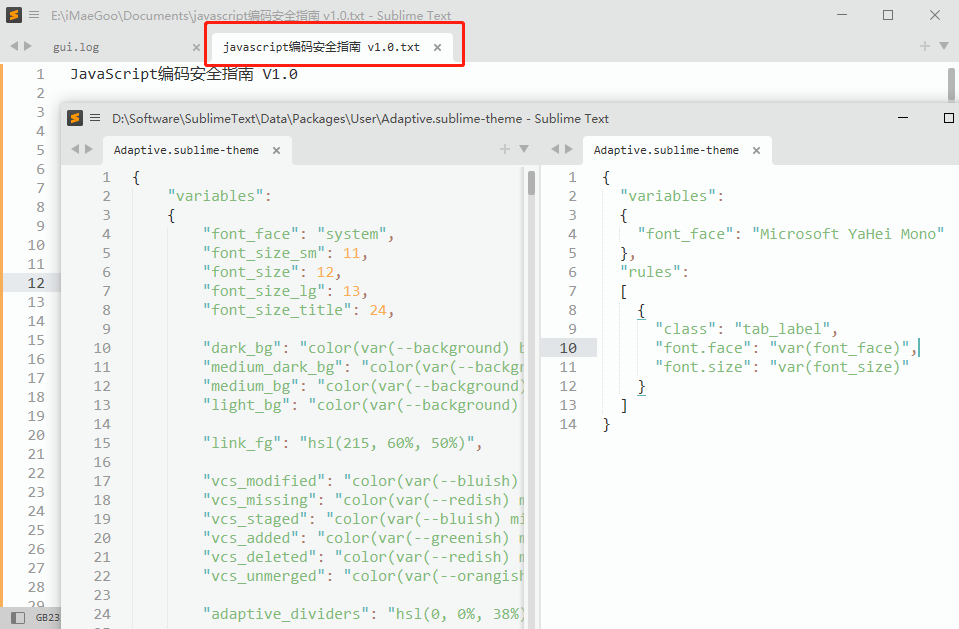 E:\iMaeGoo\Documents\javascript编码安全指南 v1.0.txt - Sublime Text
gui.log
javascript编码安全指南 v1.0.txt
1 JavaScript编码安全指南 V1.0
2
3
4
5
6
7
8
9
10
11
12
13
14
15
16
17
18
19
20
21
22
23
24
25
26
27
28
29
GB23
D:\Software\SublimeText\Data\Packages\User\Adaptive.sublime-theme - Sublime Text
Adaptive.sublime-theme
1 {
2 "variables":
3 {
4 "font_face": "system",
5 "font_size_sm": 11,
6 "font_size": 12,
7 "font_size_lg": 13,
8 "font_size_title": 24,
9
10 "dark_bg": "color(var(--background) b
11 "medium_dark_bg": "color(var(--backgr
12 "medium_bg": "color(var(--background)
13 "light_bg": "color(var(--background)
14
15 "link_fg": "hsl(215, 60%, 50%)",
16
17 "vcs_modified": "color(var(--bluish)
18 "vcs_missing": "color(var(--redish) m
19 "vcs_staged": "color(var(--bluish) mi
20 "vcs_added": "color(var(--greenish) m
21 "vcs_deleted": "color(var(--redish) m
22 "vcs_unmerged": "color(var(--orangish
23
24 "adaptive_dividers": "hsl(0, 0%, 38%)
Adaptive.sublime-theme
1 {
2 "variables":
3 {
4 "font_face": "Microsoft YaHei Mono"
5 },
6 "rules":
7 [
8 {
9 "class": "tab_label",
10 "font.face": "var(font_face)",
11 "font.size": "var(font_size)"
12 }
13 ]
14 }